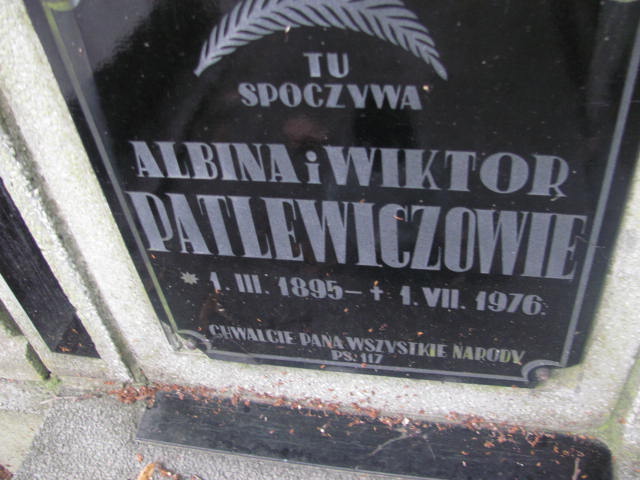 TU
SPOCZYWA
ALBINA i WIKTOR
PATLEWICZOWIE
* 1. III. 1895 - † 1. VII. 1976
CHWALCIE PANA WSZYSTKIE NARODY
PS. 117